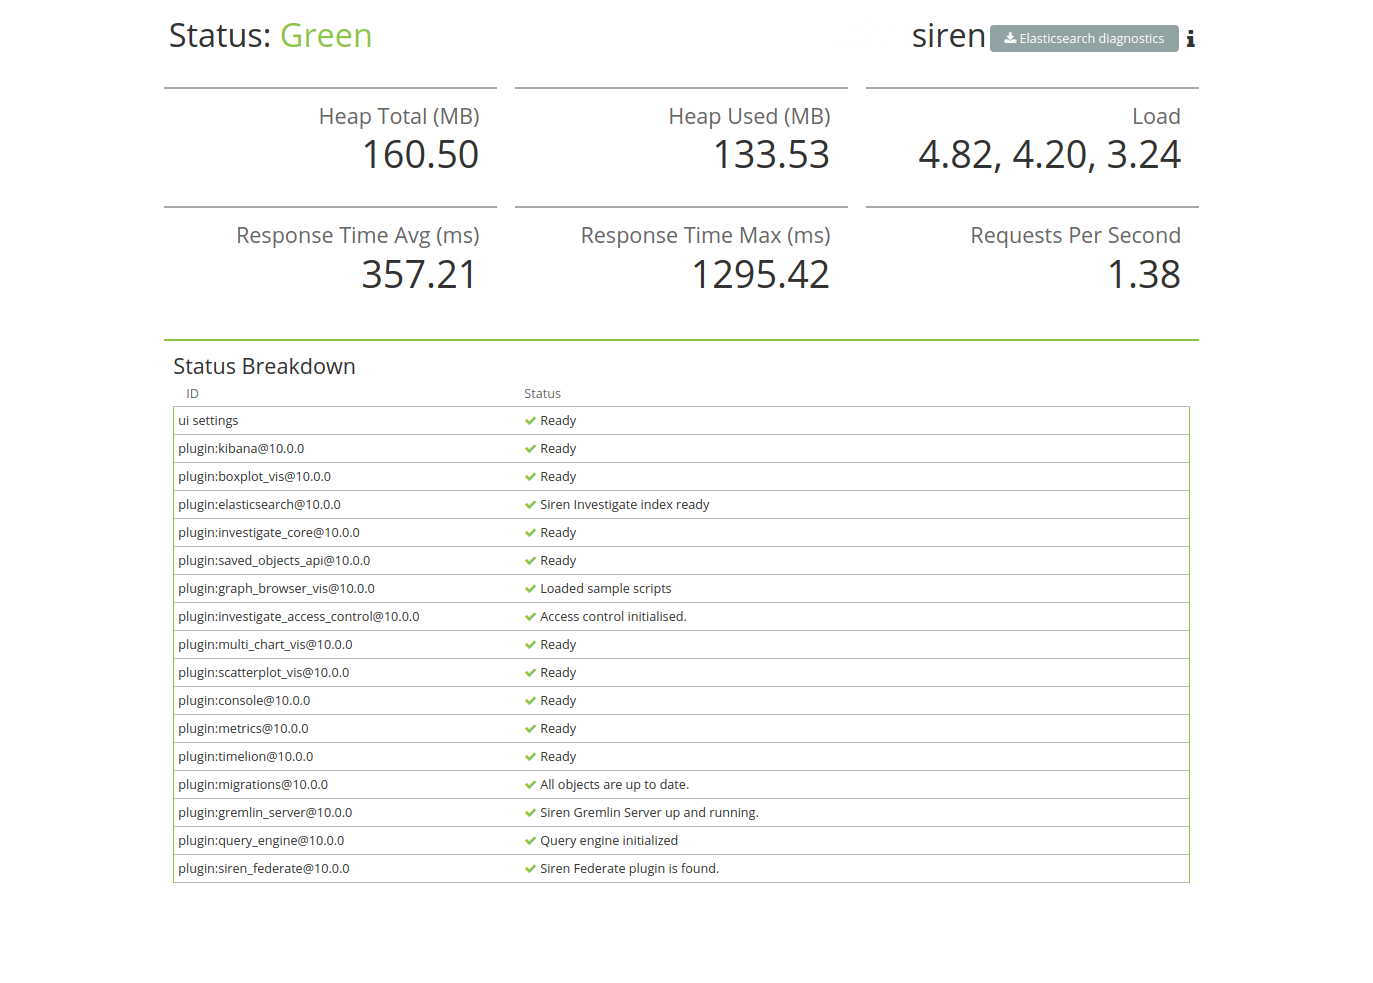 Status: Green
siren Elasticsearch diagnostics
Heap Total (MB)
160.50
Heap Used (MB)
133.53
Load
4.82, 4.20, 3.24
Response Time Avg (ms)
357.21
Response Time Max (ms)
1295.42
Requests Per Second
1.38
Status Breakdown
ID Status
ui settings Ready
plugin:kibana@10.0.0 Ready
plugin:boxplot_vis@10.0.0 Ready
plugin:elasticsearch@10.0.0 Siren Investigate index ready
plugin:investigate_core@10.0.0 Ready
plugin:saved_objects_api@10.0.0 Ready
plugin:graph_browser_vis@10.0.0 Loaded sample scripts
plugin:investigate_access_control@10.0.0 Access control initialised.
plugin:multi_chart_vis@10.0.0 Ready
plugin:scatterplot_vis@10.0.0 Ready
plugin:console@10.0.0 Ready
plugin:metrics@10.0.0 Ready
plugin:timelion@10.0.0 Ready
plugin:migrations@10.0.0 All objects are up to date.
plugin:gremlin_server@10.0.0 Siren Gremlin Server up and running.
plugin:query_engine@10.0.0 Query engine initialized
plugin:siren_federate@10.0.0 Siren Federate plugin is found.